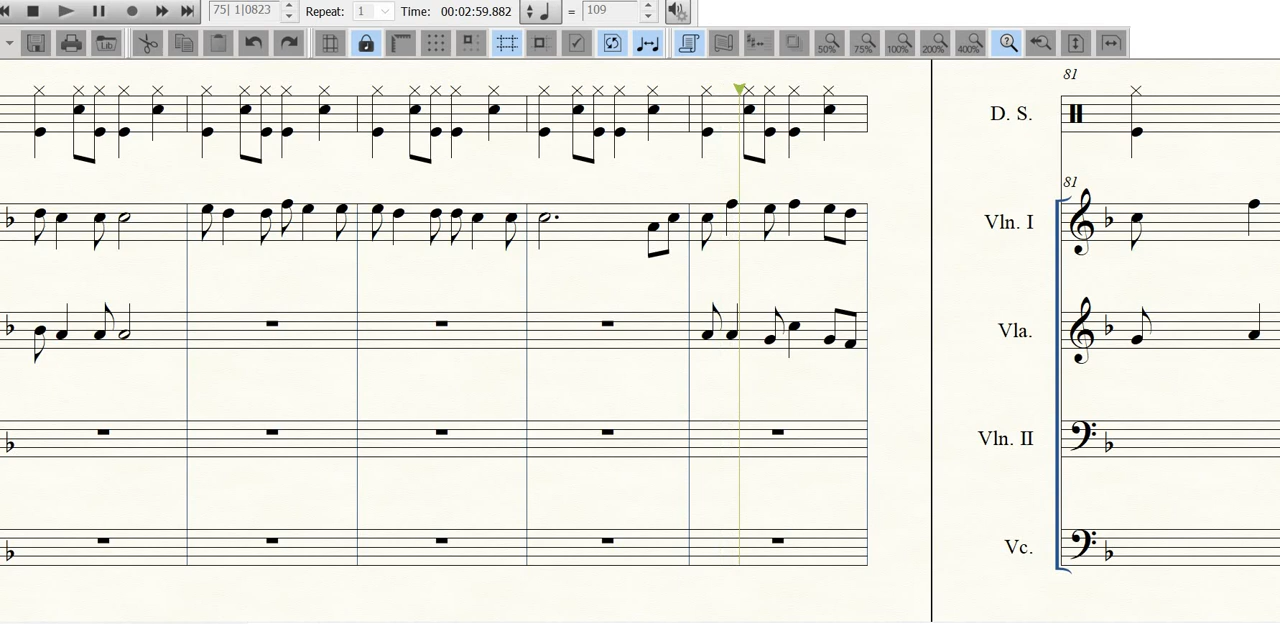 75| 1|0823 Repeat: 1 Time: 00:02:59.882 = 109
Lib 50% 75% 100% 200% 400% ?
81
D. S.
81
Vln. I
Vla.
Vln. II
Vc.